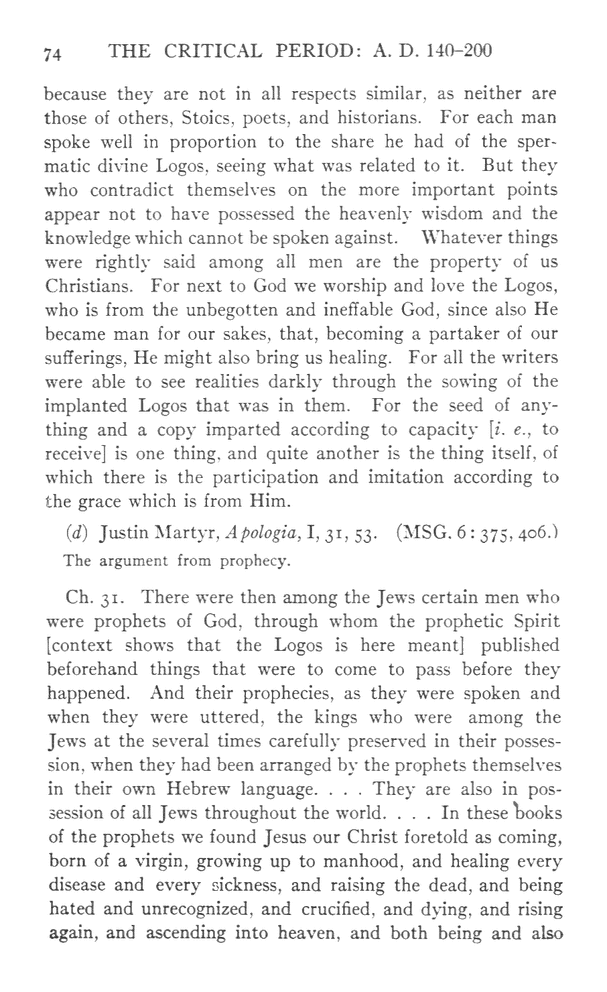 74 THE CRITICAL PERIOD: A. D. 140–200
because they are not in all respects similar, as neither are
those of others, Stoics, poets, and historians. For each man
spoke well in proportion to the share he had of the sper-
matic divine Logos, seeing what was related to it. But they
who contradict themselves on the more important points
appear not to have possessed the heavenly wisdom and the
knowledge which cannot be spoken against. Whatever things
were rightly said among all men are the property of us
Christians. For next to God we worship and love the Logos,
who is from the unbegotten and ineffable God, since also He
became man for our sakes, that, becoming a partaker of our
sufferings, He might also bring us healing. For all the writers
were able to see realities darkly through the sowing of the
implanted Logos that was in them. For the seed of any-
thing and a copy imparted according to capacity [i. e., to
receive] is one thing, and quite another is the thing itself, of
which there is the participation and imitation according to
the grace which is from Him.
(d) Justin Martyr, Apologia, I, 31, 53. (MSG. 6:375, 406.)
The argument from prophecy.
Ch. 31. There were then among the Jews certain men who
were prophets of God, through whom the prophetic Spirit
[context shows that the Logos is here meant] published
beforehand things that were to come to pass before they
happened. And their prophecies, as they were spoken and
when they were uttered, the kings who were among the
Jews at the several times carefully preserved in their posses-
sion, when they had been arranged by the prophets themselves
in their own Hebrew language. . . . They are also in pos-
session of all Jews throughout the world. . . . In these books
of the prophets we found Jesus our Christ foretold as coming,
born of a virgin, growing up to manhood, and healing every
disease and every sickness, and raising the dead, and being
hated and unrecognized, and crucified, and dying, and rising
again, and ascending into heaven, and both being and also